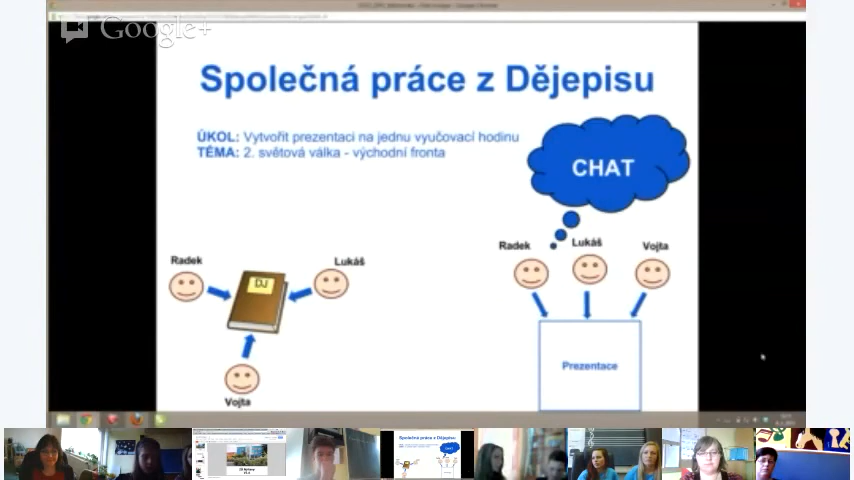 Google+
Společná práce z Dějepisu
ÚKOL: Vytvořit prezentaci na jednu vyučovací hodinu
TÉMA: 2. světová válka - východní fronta
CHAT
Radek
Lukáš
DJ
Vojta
Radek
Lukáš
Vojta
Prezentace
Společná práce z Dějepisu